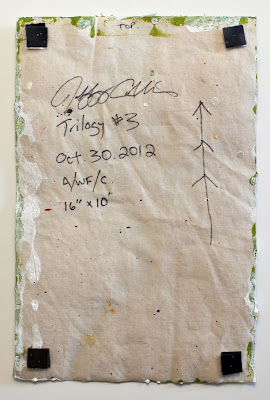 TOP.
Trilogy #3
Oct. 30. 2012
A/WF/C.
16" x 10"